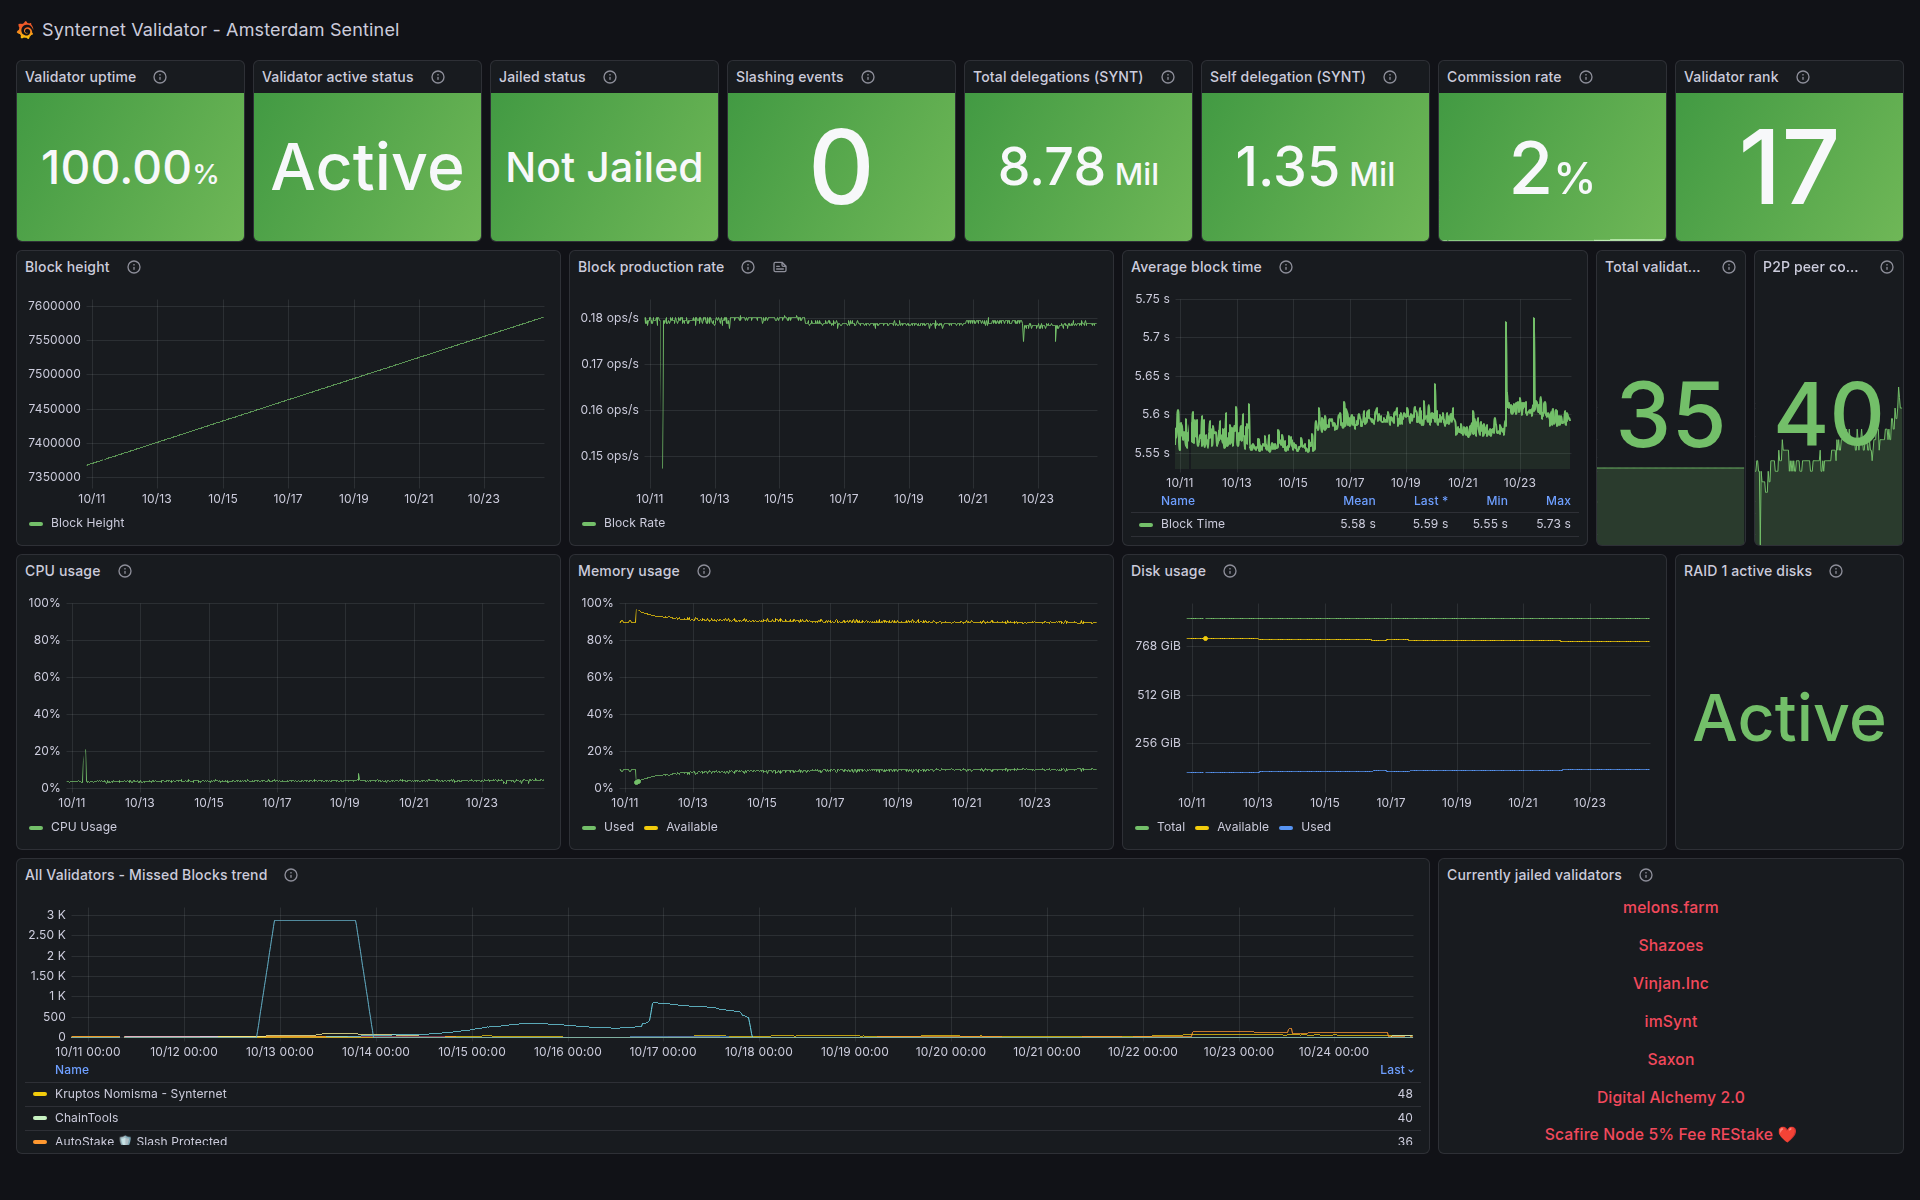 Synternet Validator - Amsterdam Sentinel
Validator uptime
100.00%
Validator active status
Active
Jailed status
Not Jailed
Slashing events
0
Total delegations (SYNT)
8.78 Mil
Self delegation (SYNT)
1.35 Mil
Commission rate
2%
Validator rank
17
Block height
7600000
7550000
7500000
7450000
7400000
7350000
10/11 10/13 10/15 10/17 10/19 10/21 10/23
Block Height
Block production rate
0.18 ops/s
0.17 ops/s
0.16 ops/s
0.15 ops/s
10/11 10/13 10/15 10/17 10/19 10/21 10/23
Block Rate
Average block time
5.75 s
5.7 s
5.65 s
5.6 s
5.55 s
10/11 10/13 10/15 10/17 10/19 10/21 10/23
Name Mean Last * Min Max
Block Time 5.58 s 5.59 s 5.55 s 5.73 s
Total validat...
35
P2P peer co...
40
CPU usage
100%
80%
60%
40%
20%
0%
10/11 10/13 10/15 10/17 10/19 10/21 10/23
CPU Usage
Memory usage
100%
80%
60%
40%
20%
0%
10/11 10/13 10/15 10/17 10/19 10/21 10/23
Used Available
Disk usage
768 GiB
512 GiB
256 GiB
10/11 10/13 10/15 10/17 10/19 10/21 10/23
Total Available Used
RAID 1 active disks
Active
All Validators - Missed Blocks trend
3 K
2.50 K
2 K
1.50 K
1 K
500
0
10/11 00:00 10/12 00:00 10/13 00:00 10/14 00:00 10/15 00:00 10/16 00:00 10/17 00:00 10/18 00:00 10/19 00:00 10/20 00:00 10/21 00:00 10/22 00:00 10/23 00:00 10/24 00:00
Name Last
Kruptos Nomisma - Synternet 48
ChainTools 40
AutoStake 🛡️ Slash Protected 36
Currently jailed validators
melons.farm
Shazoes
Vinjan.Inc
imSynt
Saxon
Digital Alchemy 2.0
Scafire Node 5% Fee REStake ❤️